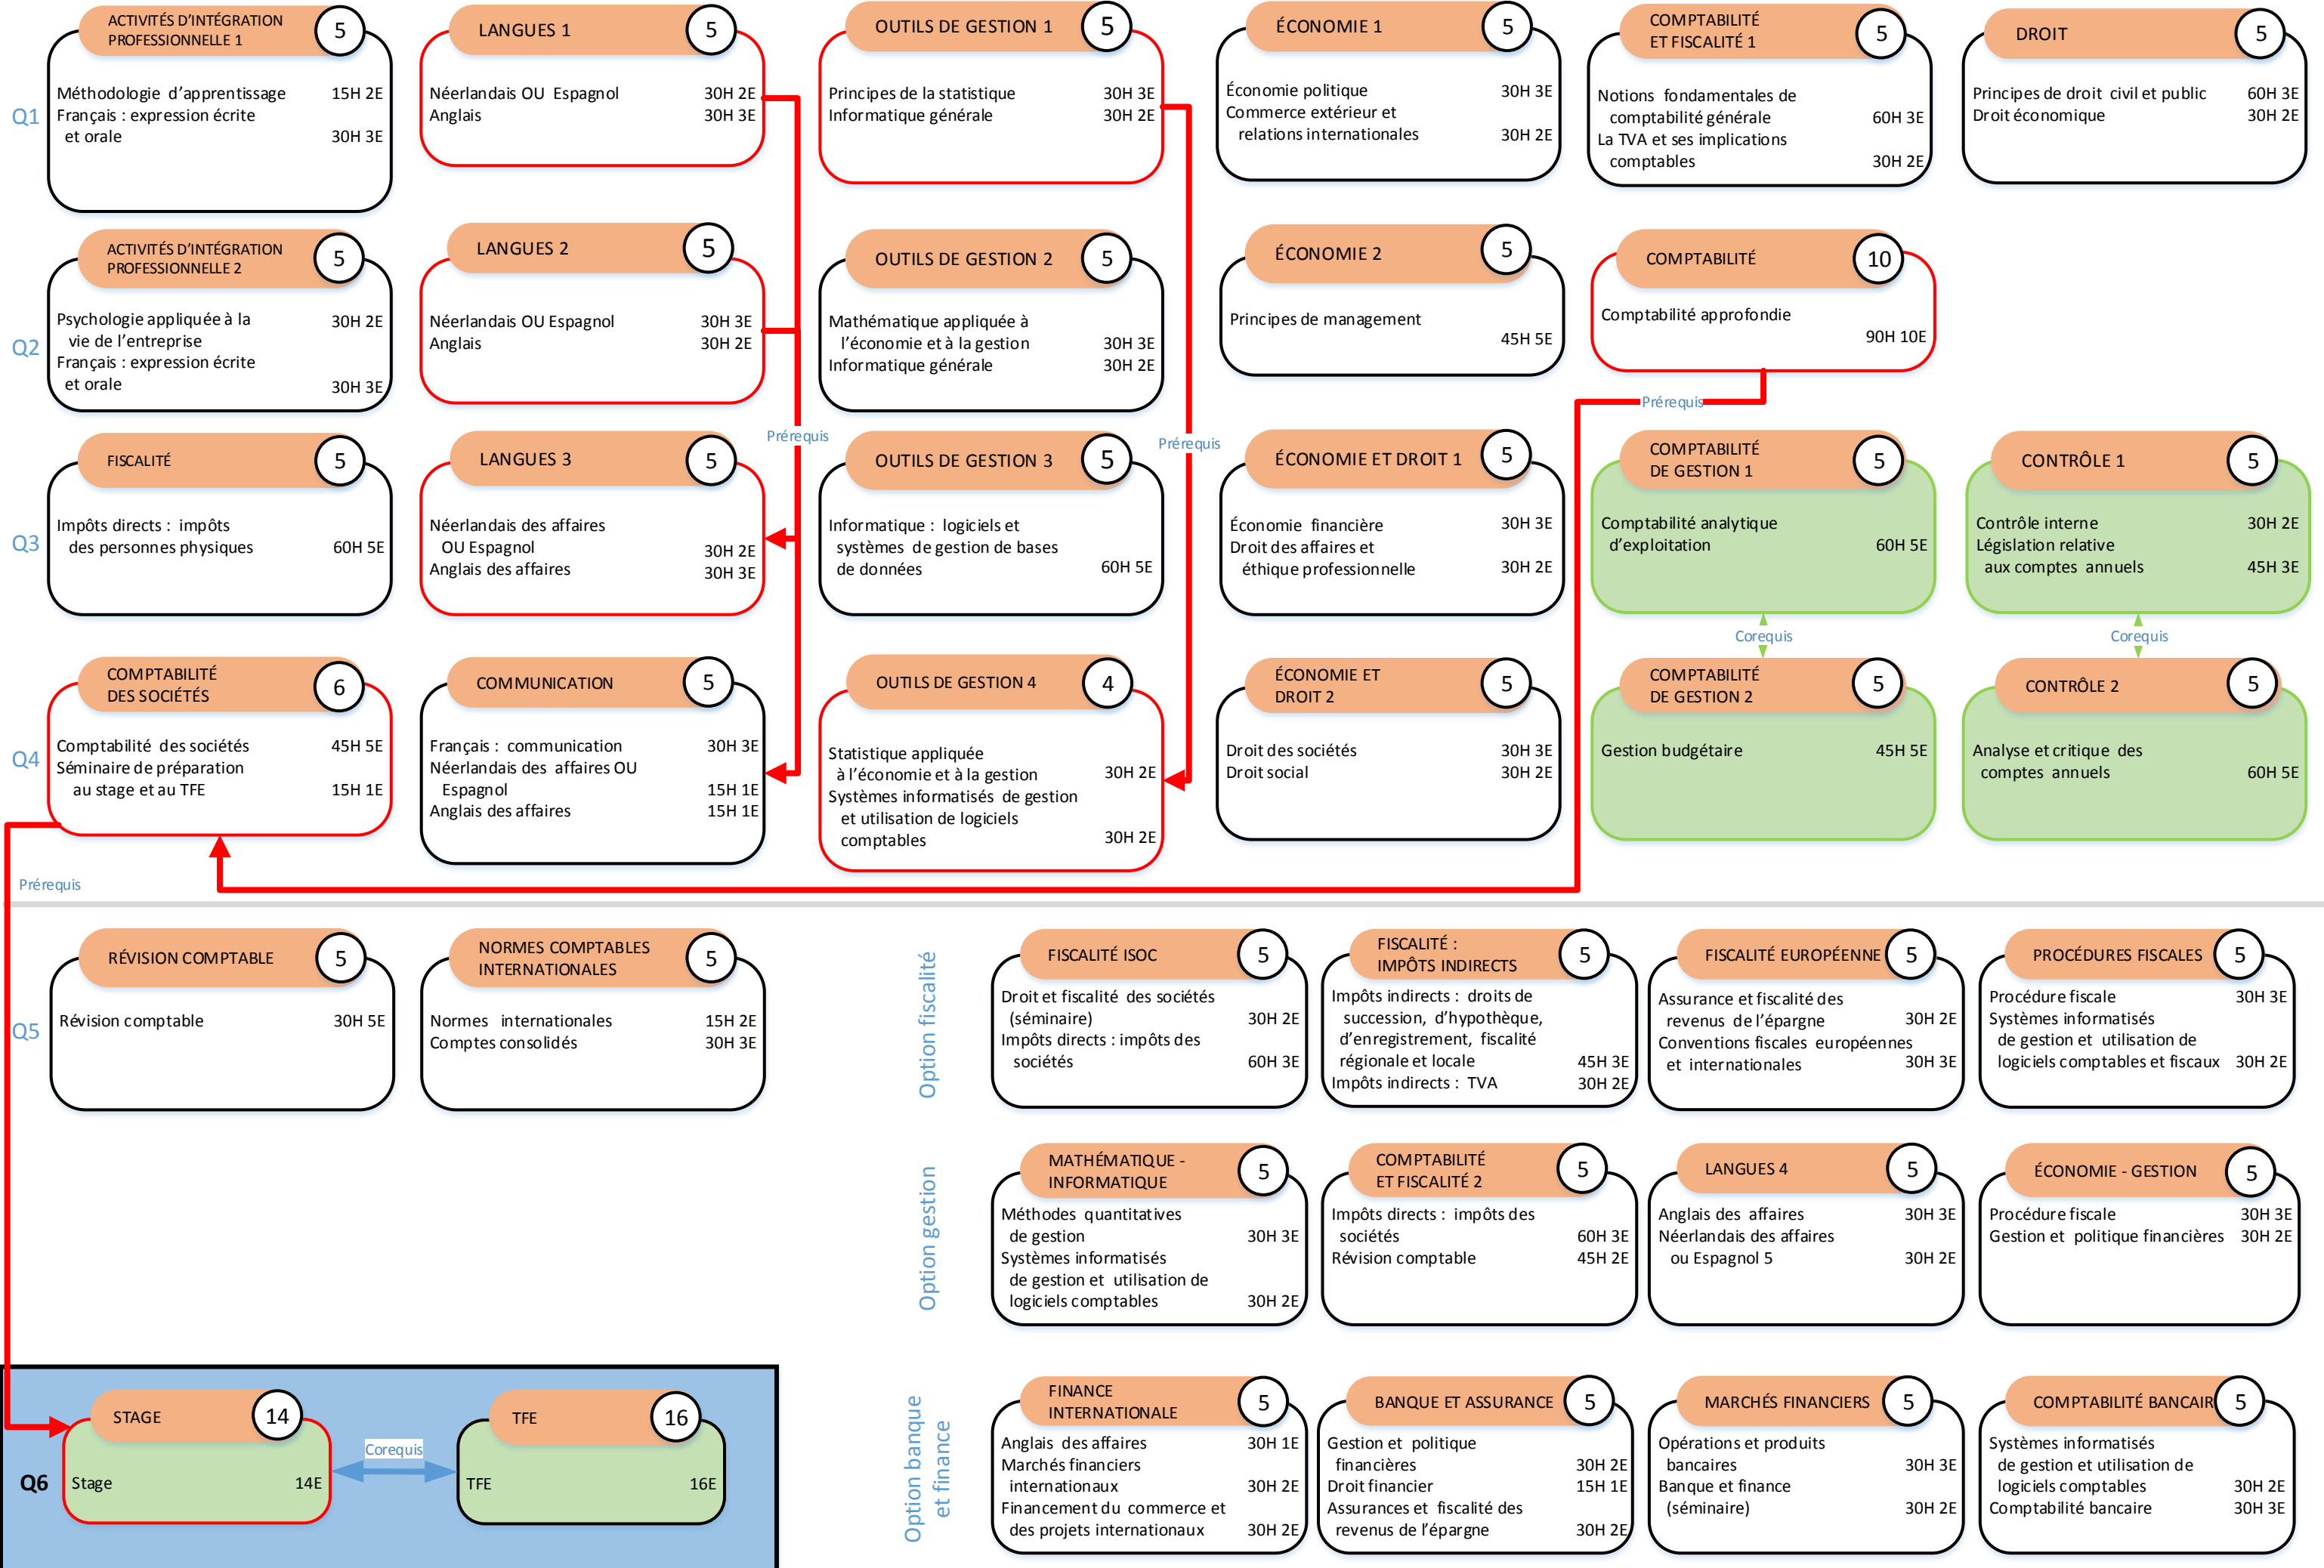 Q1
ACTIVITÉS D'INTÉGRATION
PROFESSIONNELLE 1
5
Méthodologie d'apprentissage 15H 2E
Français : expression écrite
et orale 30H 3E
LANGUES 1
5
Néerlandais OU Espagnol 30H 2E
Anglais 30H 3E
OUTILS DE GESTION 1
5
Principes de la statistique 30H 3E
Informatique générale 30H 2E
ÉCONOMIE 1
5
Économie politique 30H 3E
Commerce extérieur et
relations internationales 30H 2E
COMPTABILITÉ
ET FISCALITÉ 1
5
Notions fondamentales de
comptabilité générale 60H 3E
La TVA et ses implications
comptables 30H 2E
DROIT
5
Principes de droit civil et public 60H 3E
Droit économique 30H 2E
Q2
ACTIVITÉS D'INTÉGRATION
PROFESSIONNELLE 2
5
Psychologie appliquée à la 30H 2E
vie de l'entreprise
Français : expression écrite
et orale 30H 3E
LANGUES 2
5
Néerlandais OU Espagnol 30H 3E
Anglais 30H 2E
OUTILS DE GESTION 2
5
Mathématique appliquée à
l'économie et à la gestion 30H 3E
Informatique générale 30H 2E
ÉCONOMIE 2
5
Principes de management
45H 5E
COMPTABILITÉ
10
Comptabilité approfondie
90H 10E
Prérequis
Prérequis
Prérequis
Q3
FISCALITÉ
5
Impôts directs : impôts
des personnes physiques 60H 5E
LANGUES 3
5
Néerlandais des affaires
OU Espagnol 30H 2E
Anglais des affaires 30H 3E
OUTILS DE GESTION 3
5
Informatique : logiciels et
systèmes de gestion de bases
de données 60H 5E
ÉCONOMIE ET DROIT 1
5
Économie financière 30H 3E
Droit des affaires et
éthique professionnelle 30H 2E
COMPTABILITÉ
DE GESTION 1
5
Comptabilité analytique
d'exploitation 60H 5E
CONTRÔLE 1
5
Contrôle interne 30H 2E
Législation relative
aux comptes annuels 45H 3E
Corequis
Corequis
Q4
COMPTABILITÉ
DES SOCIÉTÉS
6
Comptabilité des sociétés 45H 5E
Séminaire de préparation
au stage et au TFE 15H 1E
COMMUNICATION
5
Français : communication 30H 3E
Néerlandais des affaires OU
Espagnol 15H 1E
Anglais des affaires 15H 1E
OUTILS DE GESTION 4
4
Statistique appliquée
à l'économie et à la gestion 30H 2E
Systèmes informatisés de gestion
et utilisation de logiciels
comptables 30H 2E
ÉCONOMIE ET
DROIT 2
5
Droit des sociétés 30H 3E
Droit social 30H 2E
COMPTABILITÉ
DE GESTION 2
5
Gestion budgétaire 45H 5E
CONTRÔLE 2
5
Analyse et critique des
comptes annuels 60H 5E
Prérequis
Q5
RÉVISION COMPTABLE
5
Révision comptable 30H 5E
NORMES COMPTABLES
INTERNATIONALES
5
Normes internationales 15H 2E
Comptes consolidés 30H 3E
Option fiscalité
FISCALITÉ ISOC
5
Droit et fiscalité des sociétés
(séminaire) 30H 2E
Impôts directs : impôts des
sociétés 60H 3E
FISCALITÉ :
IMPÔTS INDIRECTS
5
Impôts indirects : droits de
succession, d'hypothèque,
d'enregistrement, fiscalité
régionale et locale 45H 3E
Impôts indirects : TVA 30H 2E
FISCALITÉ EUROPÉENNE
5
Assurance et fiscalité des
revenus de l'épargne 30H 2E
Conventions fiscales européennes
et internationales 30H 3E
PROCÉDURES FISCALES
5
Procédure fiscale 30H 3E
Systèmes informatisés
de gestion et utilisation de
logiciels comptables et fiscaux 30H 2E
Option gestion
MATHÉMATIQUE -
INFORMATIQUE
5
Méthodes quantitatives
de gestion 30H 3E
Systèmes informatisés
de gestion et utilisation de
logiciels comptables 30H 2E
COMPTABILITÉ
ET FISCALITÉ 2
5
Impôts directs : impôts des
sociétés 60H 3E
Révision comptable 45H 2E
LANGUES 4
5
Anglais des affaires 30H 3E
Néerlandais des affaires
ou Espagnol 5 30H 2E
ÉCONOMIE - GESTION
5
Procédure fiscale 30H 3E
Gestion et politique financières 30H 2E
Q6
STAGE
14
Stage 14E
Corequis
TFE
16
TFE 16E
Option banque
et finance
FINANCE
INTERNATIONALE
5
Anglais des affaires 30H 1E
Marchés financiers
internationaux 30H 2E
Financement du commerce et
des projets internationaux 30H 2E
BANQUE ET ASSURANCE
5
Gestion et politique
financières 30H 2E
Droit financier 15H 1E
Assurances et fiscalité des
revenus de l'épargne 30H 2E
MARCHÉS FINANCIERS
5
Opérations et produits
bancaires 30H 3E
Banque et finance
(séminaire) 30H 2E
COMPTABILITÉ BANCAIR
5
Systèmes informatisés
de gestion et utilisation de
logiciels comptables 30H 2E
Comptabilité bancaire 30H 3E